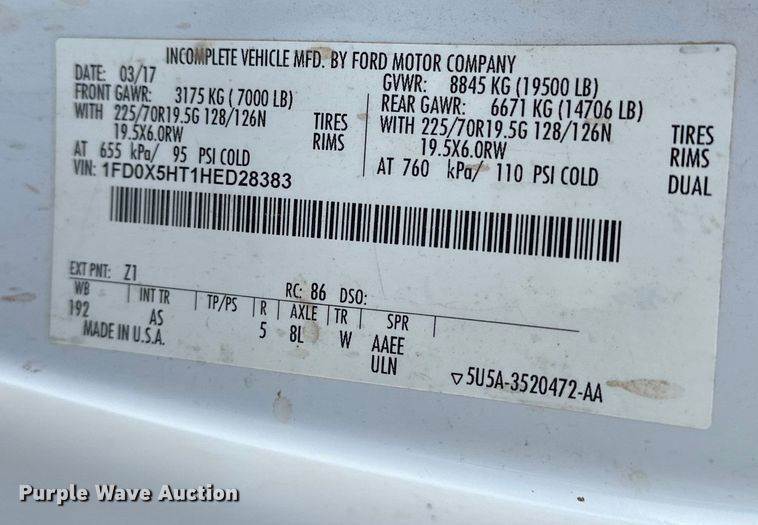 INCOMPLETE VEHICLE MFD. BY FORD MOTOR COMPANY
DATE: 03/17
GVWR: 8845 KG (19500 LB)
FRONT GAWR: 3175 KG ( 7000 LB)
REAR GAWR: 6671 KG (14706 LB)
WITH 225/70R19.5G 128/126N TIRES
19.5X6.0RW RIMS
AT 655 kPa/ 95 PSI COLD
WITH 225/70R19.5G 128/126N TIRES
19.5X6.0RW RIMS
AT 760 kPa/ 110 PSI COLD DUAL
VIN: 1FD0X5HT1HED28383
EXT PNT: Z1
RC: 86 DSO:
WB INT TR TP/PS R AXLE TR SPR
192 AS 5 8L W AAEE
ULN
MADE IN U.S.A.
▽5U5A-3520472-AA
Purple Wave Auction